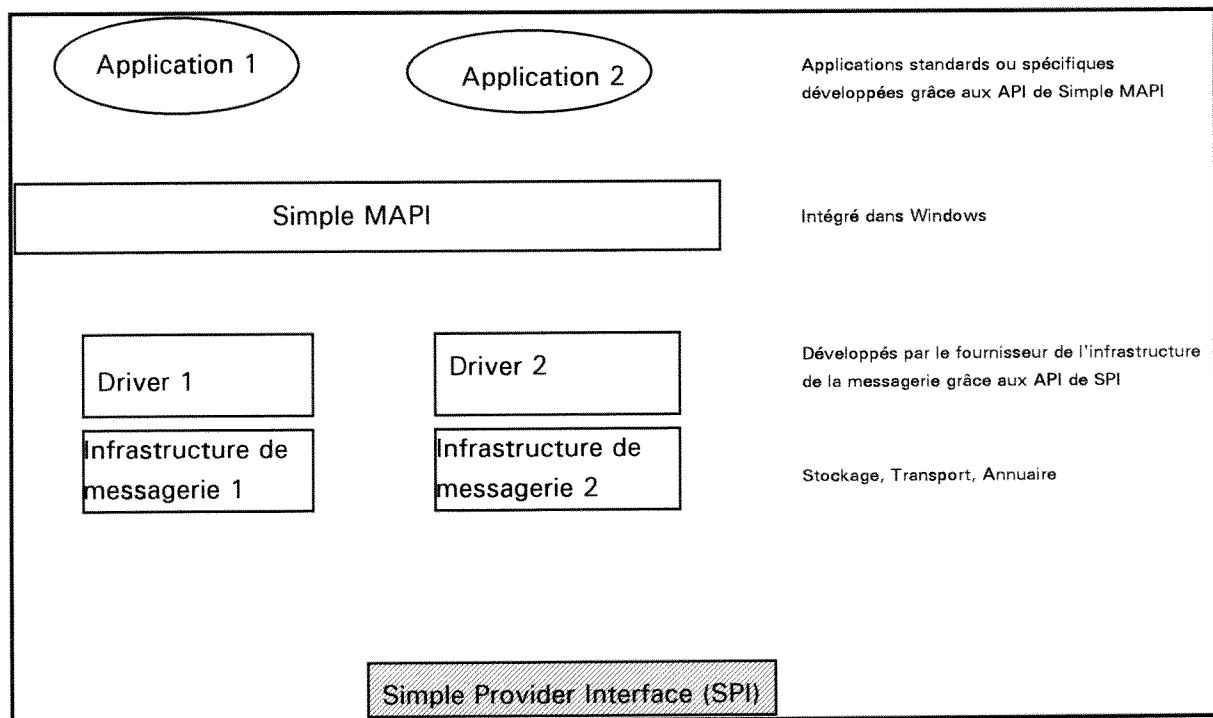 Application 1
Application 2
Applications standards ou spécifiques
développées grâce aux API de Simple MAPI
Simple MAPI
Intégré dans Windows
Driver 1
Driver 2
Développés par le fournisseur de l'infrastructure
de la messagerie grâce aux API de SPI
Infrastructure de
messagerie 1
Infrastructure de
messagerie 2
Stockage, Transport, Annuaire
Simple Provider Interface (SPI)